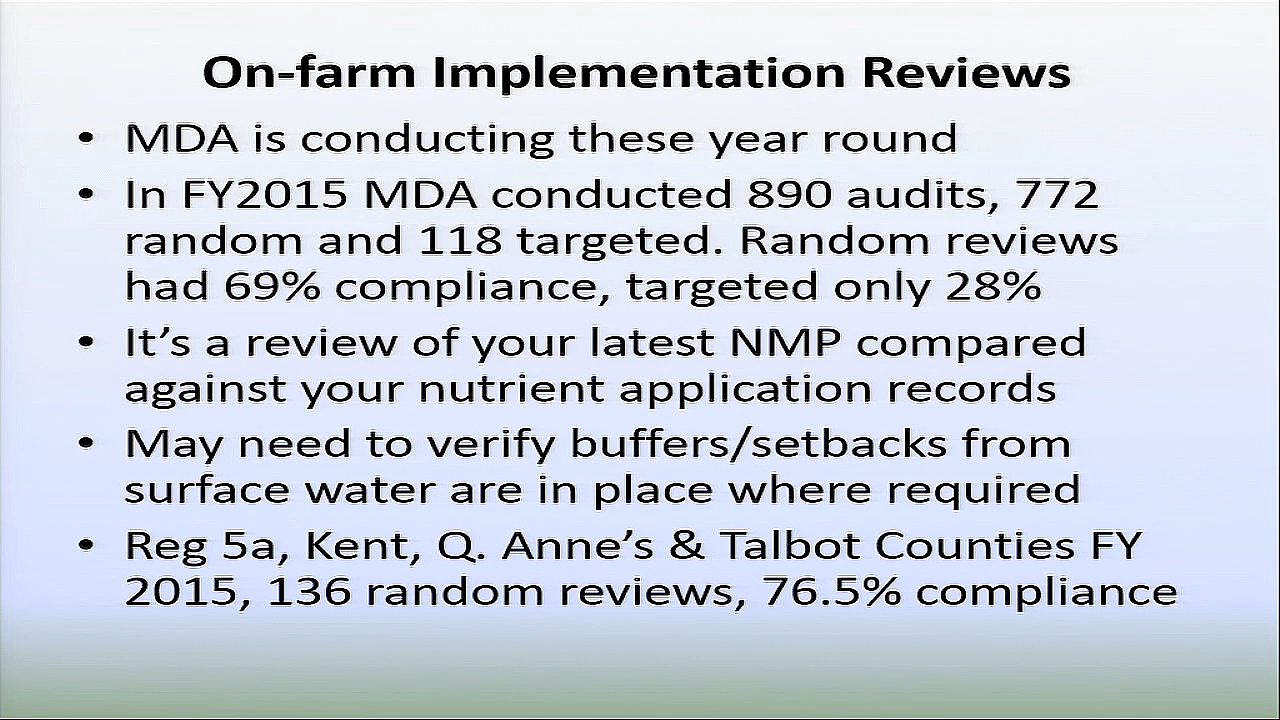 On-farm Implementation Reviews
• MDA is conducting these year round
• In FY2015 MDA conducted 890 audits, 772
random and 118 targeted. Random reviews
had 69% compliance, targeted only 28%
• It’s a review of your latest NMP compared
against your nutrient application records
• May need to verify buffers/setbacks from
surface water are in place where required
• Reg 5a, Kent, Q. Anne’s & Talbot Counties FY
2015, 136 random reviews, 76.5% compliance